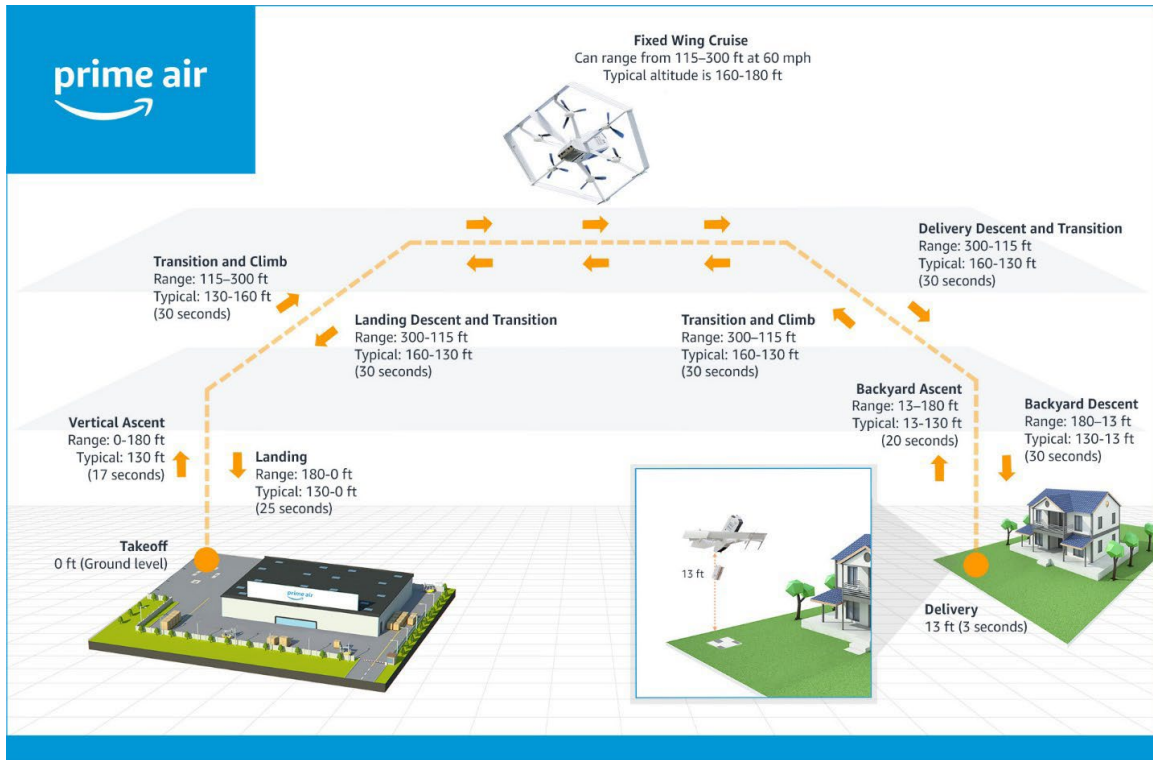 prime air
Fixed Wing Cruise
Can range from 115–300 ft at 60 mph
Typical altitude is 160-180 ft
Transition and Climb
Range: 115–300 ft
Typical: 130-160 ft
(30 seconds)
Landing Descent and Transition
Range: 300-115 ft
Typical: 160-130 ft
(30 seconds)
Transition and Climb
Range: 300–115 ft
Typical: 160-130 ft
(30 seconds)
Delivery Descent and Transition
Range: 300-115 ft
Typical: 160-130 ft
(30 seconds)
Vertical Ascent
Range: 0-180 ft
Typical: 130 ft
(17 seconds)
Landing
Range: 180-0 ft
Typical: 130-0 ft
(25 seconds)
Backyard Ascent
Range: 13–180 ft
Typical: 13-130 ft
(20 seconds)
Backyard Descent
Range: 180–13 ft
Typical: 130-13 ft
(30 seconds)
Takeoff
0 ft (Ground level)
prime air
13 ft
Delivery
13 ft (3 seconds)